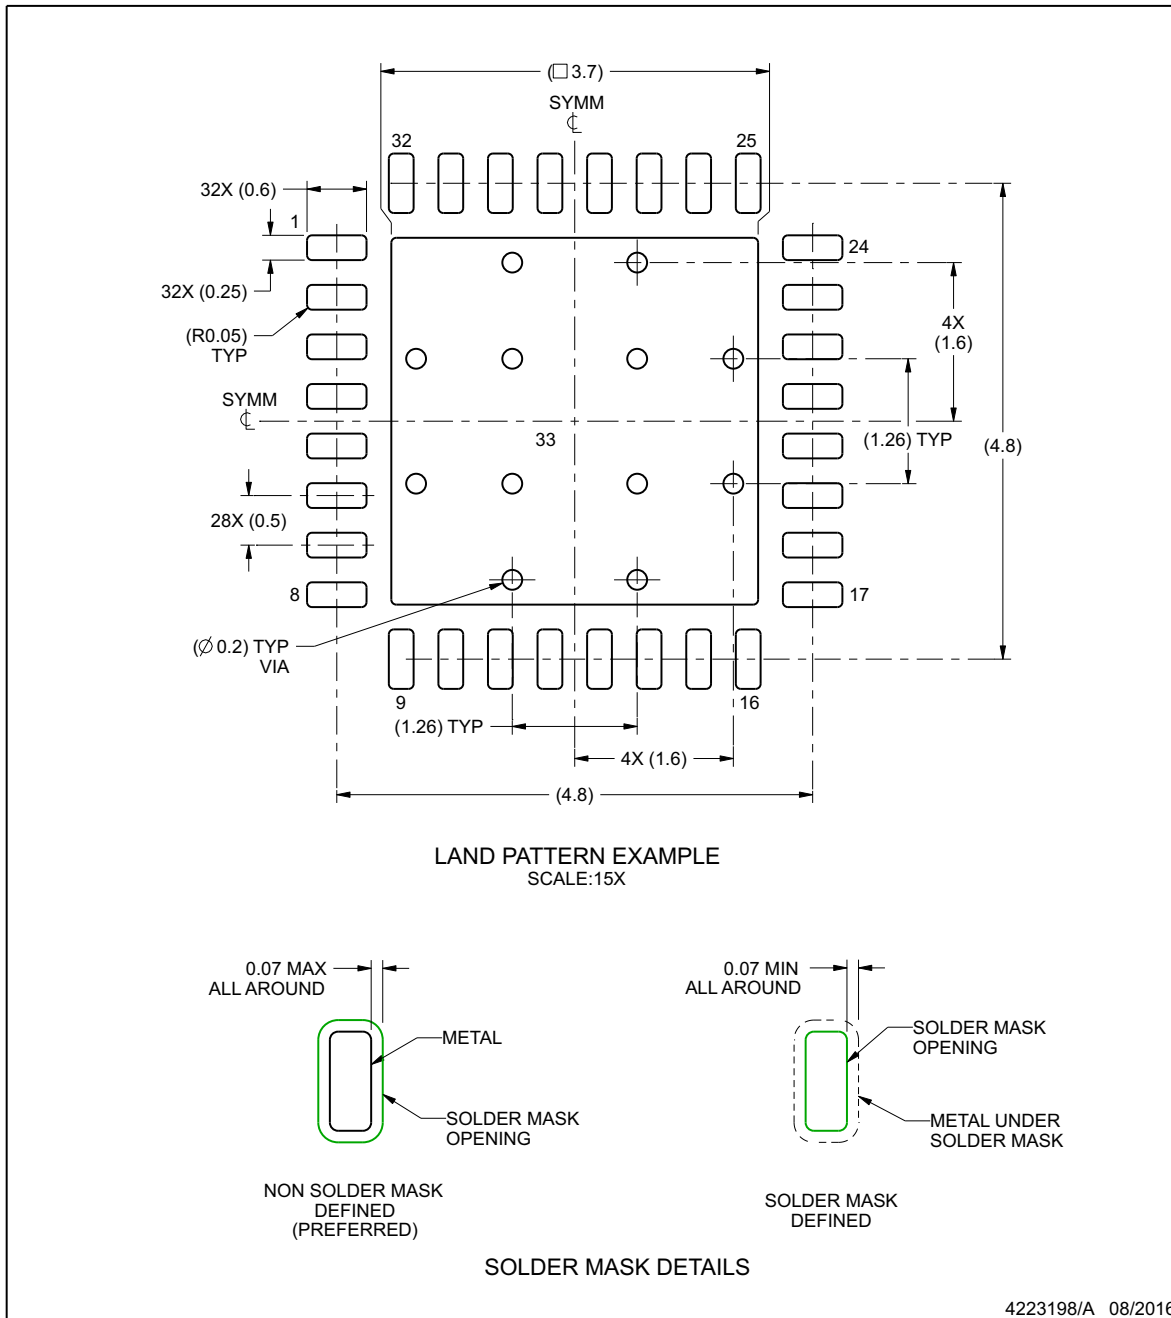 (□ 3.7)
SYMM
℄
32
25
32X (0.6)
1
24
32X (0.25)
(R0.05)
TYP
4X
(1.6)
SYMM
℄
33
(1.26) TYP
(4.8)
28X (0.5)
8
17
(∅ 0.2) TYP
VIA
9
16
(1.26) TYP
4X (1.6)
(4.8)
LAND PATTERN EXAMPLE
SCALE:15X
0.07 MAX
ALL AROUND
METAL
SOLDER MASK
OPENING
NON SOLDER MASK
DEFINED
(PREFERRED)
0.07 MIN
ALL AROUND
SOLDER MASK
OPENING
METAL UNDER
SOLDER MASK
SOLDER MASK
DEFINED
SOLDER MASK DETAILS
4223198/A 08/2016